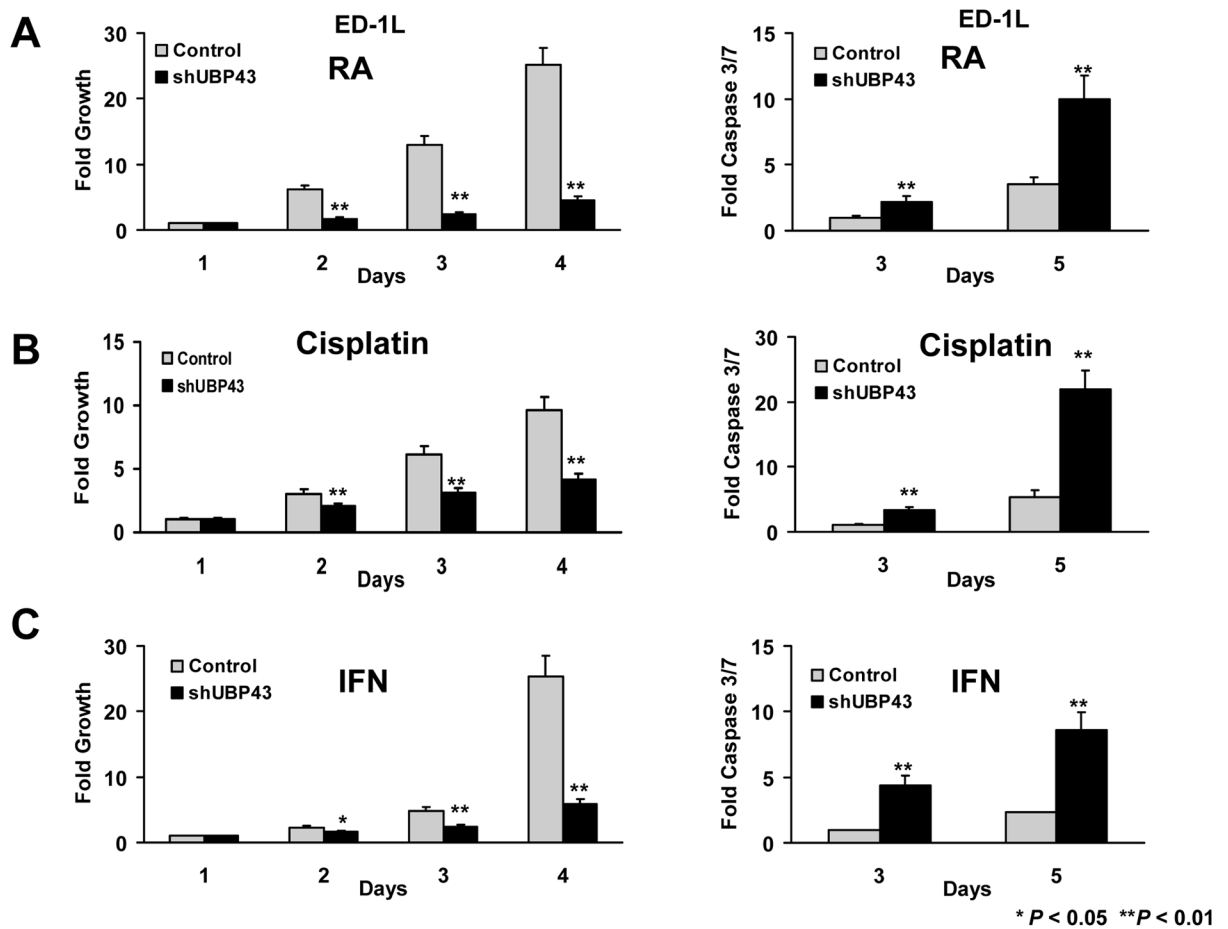 A
ED-1L
RA
Control
shUBP43
Fold Growth
30
20
10
0
1 2 3 4
Days
ED-1L
RA
Control
shUBP43
Fold Caspase 3/7
15
10
5
0
** ** **
** **
3 5
Days
B
Cisplatin
Control
shUBP43
Fold Growth
15
10
5
0
** ** **
1 2 3 4
Days
Cisplatin
Control
shUBP43
Fold Caspase 3/7
30
20
10
0
** **
3 5
Days
C
IFN
Control
shUBP43
Fold Growth
30
20
10
0
* ** **
1 2 3 4
Days
IFN
Control
shUBP43
Fold Caspase 3/7
15
10
5
0
** **
3 5
Days
* P < 0.05 **P < 0.01